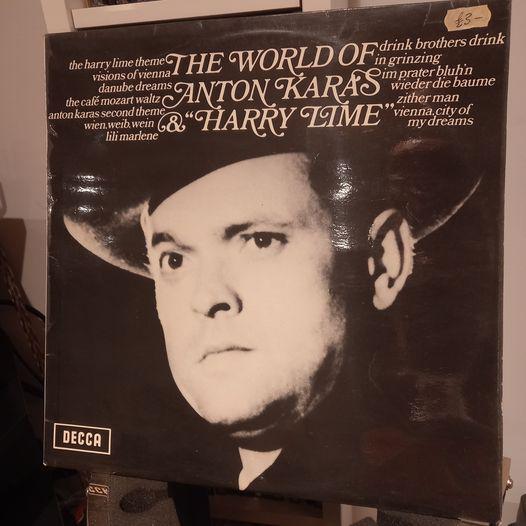 £3-
the harry lime theme
visions of vienna
danube dreams
the café mozart waltz
anton karas second theme
wien, weib, wein
lili marlene
THE WORLD OF
ANTON KARAS
& "HARRY LIME"
drink brothers drink
in grinzing
im prater blüh'n
wieder die baume
zither man
vienna, city of
my dreams
DECCA